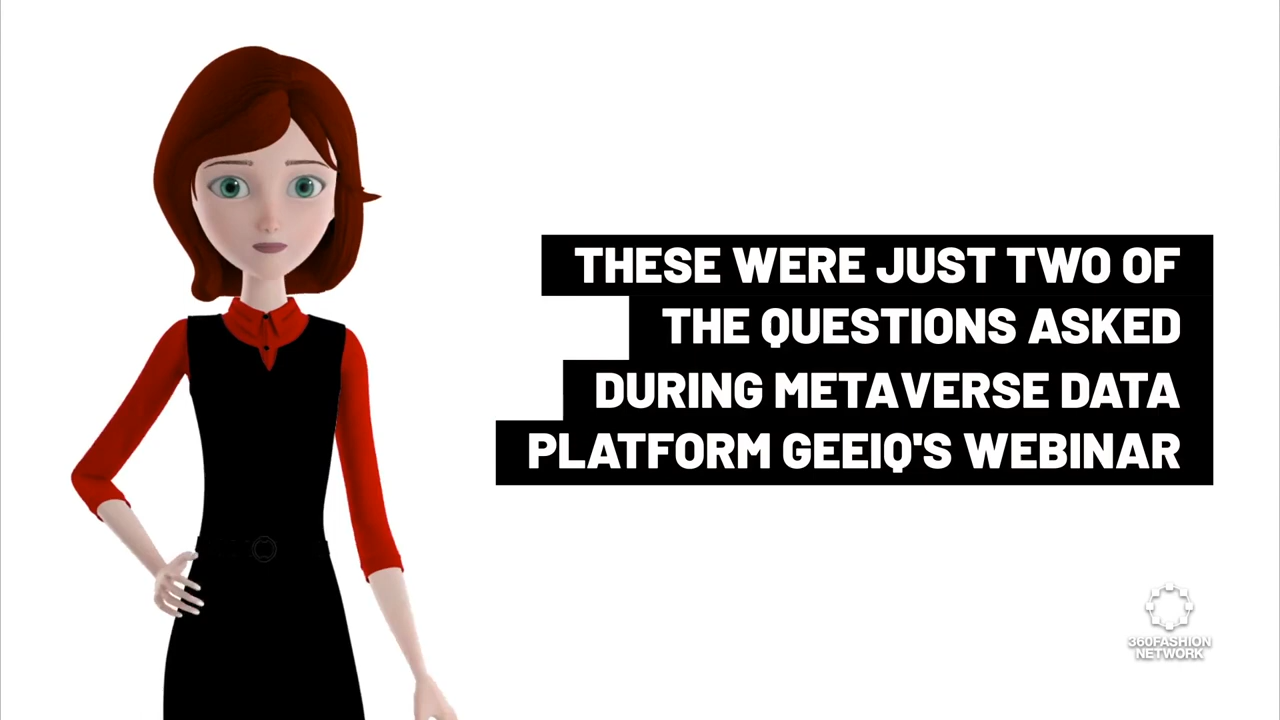 THESE WERE JUST TWO OF
THE QUESTIONS ASKED
DURING METAVERSE DATA
PLATFORM GEEIQ'S WEBINAR
360FASHION
NETWORK